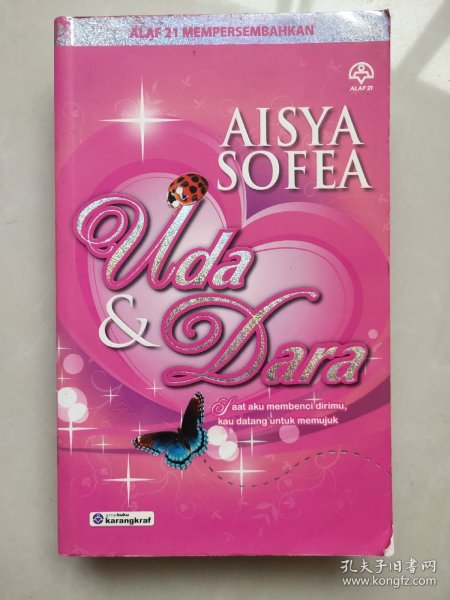 ALAF 21 MEMPERSEMBAHKAN
ALAF 21
AISYA
SOFEA
Uda
& Dara
Saat aku membenci dirimu,
kau datang untuk memujuk
grupbuku
karangkraf
孔夫子旧书网
www.kongfz.com